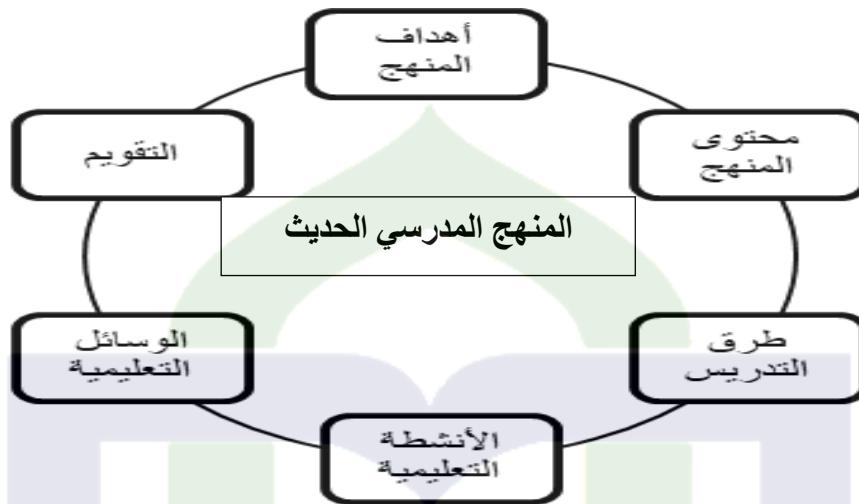 أهداف
المنهج
محتوى
المنهج
التقويم
المنهج المدرسي الحديث
طرق
التدريس
الوسائل
التعليمية
الأنشطة
التعليمية